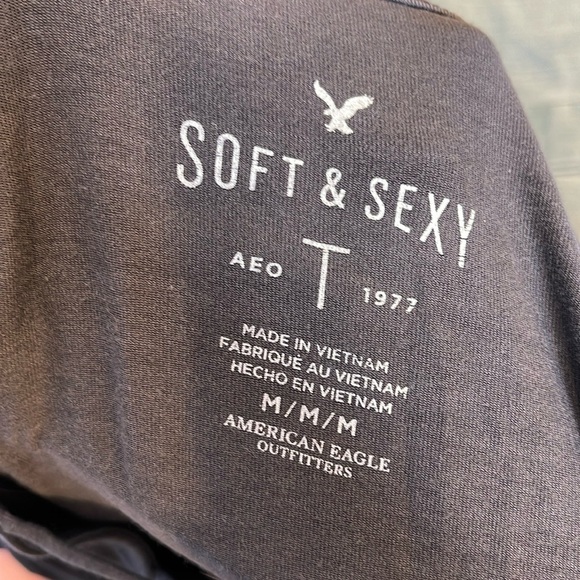 SOFT & SEXY
AEO T 1977
MADE IN VIETNAM
FABRIQUÉ AU VIETNAM
HECHO EN VIETNAM
M/M/M
AMERICAN EAGLE
OUTFITTERS